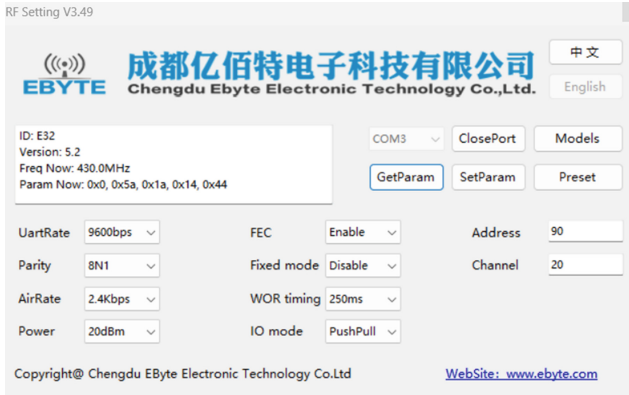 RF Setting V3.49
EBYTE
成都亿佰特电子科技有限公司
Chengdu Ebyte Electronic Technology Co.,Ltd.
中文
English
ID: E32
Version: 5.2
Freq Now: 430.0MHz
Param Now: 0x0, 0x5a, 0x1a, 0x14, 0x44
COM3 ClosePort Models
GetParam SetParam Preset
UartRate 9600bps FEC Enable Address 90
Parity 8N1 Fixed mode Disable Channel 20
AirRate 2.4Kbps WOR timing 250ms
Power 20dBm IO mode PushPull
Copyright@ Chengdu EByte Electronic Technology Co.Ltd WebSite: www.ebyte.com